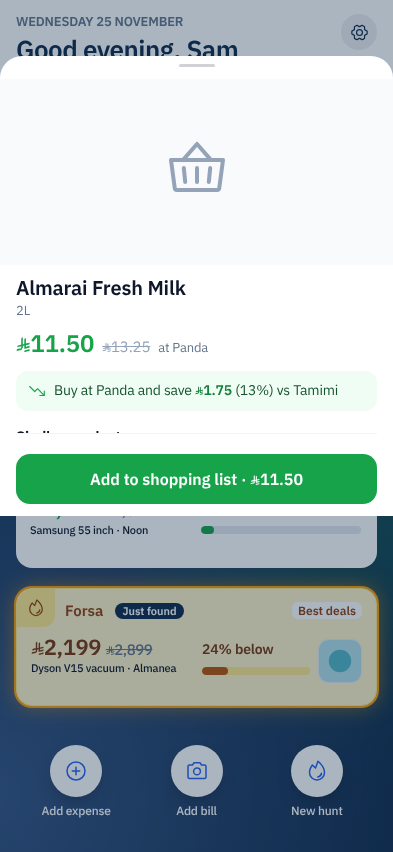 WEDNESDAY 25 NOVEMBER
Good evening, Sam
Almarai Fresh Milk
2L
⃁11.50 ⃁13.25 at Panda
Buy at Panda and save ⃁1.75 (13%) vs Tamimi
Add to shopping list · ⃁11.50
Samsung 55 inch · Noon
Forsa Just found Best deals
⃁2,199 ⃁2,899 24% below
Dyson V15 vacuum · Almanea
Add expense Add bill New hunt